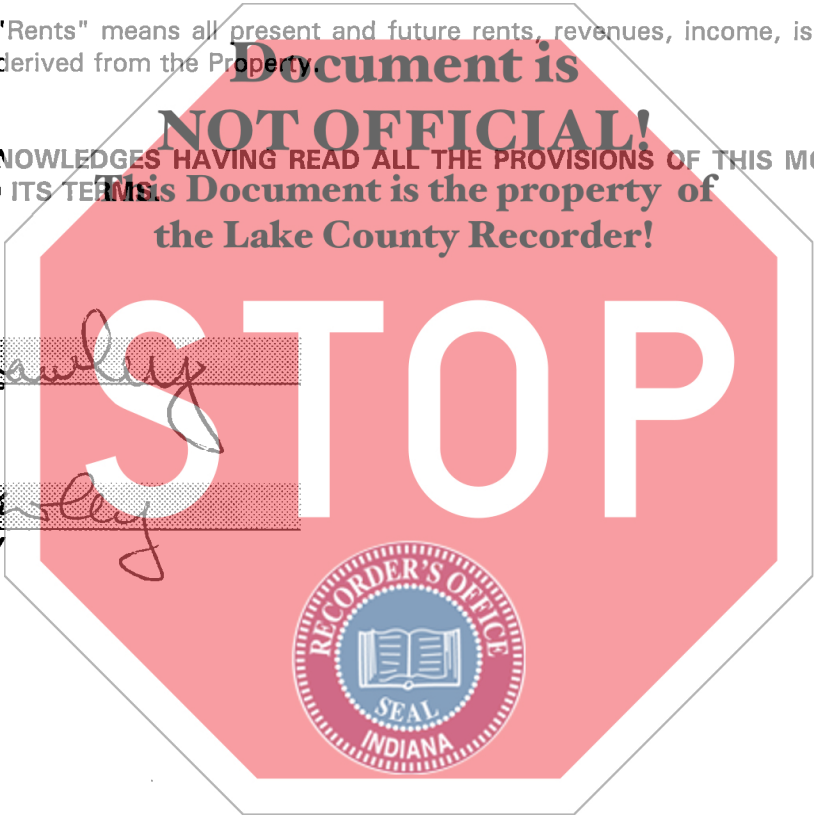 "Rents" means all present and future rents, revenues, income, is
derived from the Property.
Document is
NOT OFFICIAL!
NOWLEDGES HAVING READ ALL THE PROVISIONS OF THIS MO
ITS TERMS.
This Document is the property of
the Lake County Recorder!
STOP
RECORDER'S OFFICE
SEAL
INDIANA